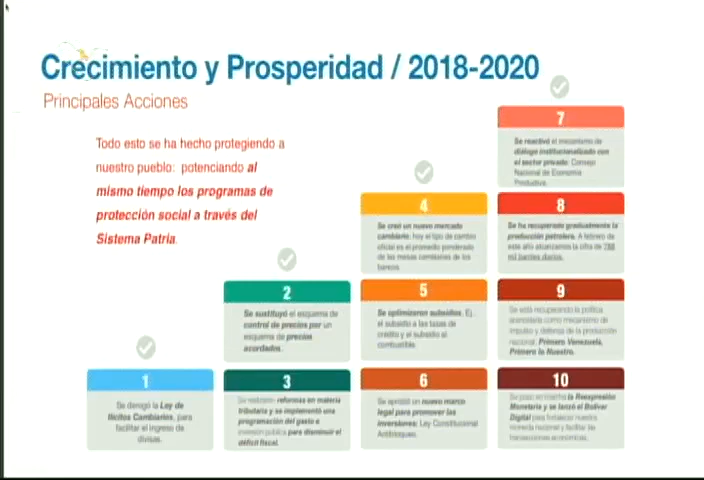 Crecimiento y Prosperidad / 2018-2020
Principales Acciones
Todo esto se ha hecho protegiendo a
nuestro pueblo: potenciando al
mismo tiempo los programas de
protección social a través del
Sistema Patria.
1
Se derogó la Ley de
Ilícitos Cambiarios, para
facilitar el ingreso de
divisas.
2
Se sustituyó el esquema de
control de precios por un
esquema de precios
acordados.
3
Se realizaron reformas en materia
tributaria y se implementó una
programación del gasto e
inversión pública para disminuir el
déficit fiscal.
4
Se creó un nuevo mercado
cambiario: hoy el tipo de cambio
oficial es el promedio ponderado
de las mesas cambiarias de los
bancos.
5
Se optimizaron subsidios. Ej.
el subsidio a las tasas de
crédito y el subsidio al
combustible.
6
Se aprobó un nuevo marco
legal para promover las
inversiones: Ley Constitucional
Antibloqueo.
7
Se reactivó el mecanismo de
diálogo institucionalizado con
el sector privado: Consejo
Nacional de Economía
Productiva.
8
Se ha recuperado gradualmente la
producción petrolera. A febrero de
este año alcanzamos la cifra de
mil barriles diarios.
9
Se está recuperando la política
arancelaria como mecanismo de
impulso y defensa de la producción
nacional. Primero Venezuela,
Primero lo Nuestro.
10
Se puso en marcha la Reexpresión
Monetaria y se lanzó el Bolívar
Digital para fortalecer nuestra
moneda nacional y facilitar las
transacciones económicas.